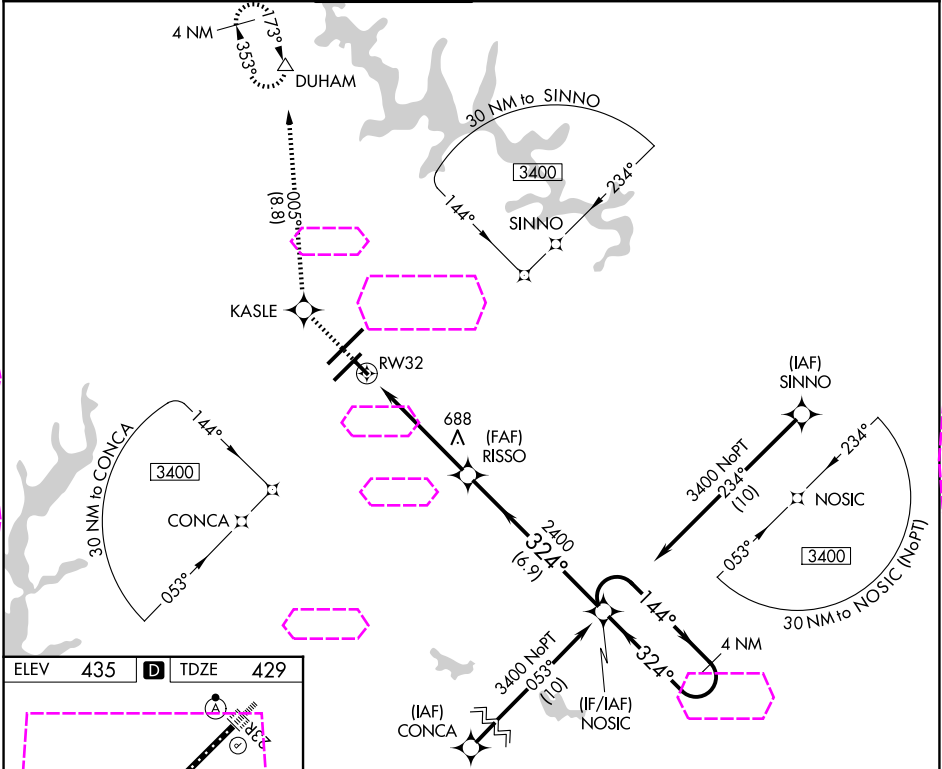 4 NM
173°
353°
DUHAM
30 NM to SINNO
3400
144°
234°
SINNO
005°
(8.8)
KASLE
RW32
688
(FAF)
RISSO
(IAF)
SINNO
3400 NoPT
234°
(10)
234°
NOSIC
053°
3400
30 NM to NOSIC (NoPT)
144°
3400
30 NM to CONCA
CONCA
053°
2400
324°
(6.9)
144°
324°
4 NM
3400 NoPT
053°
(10)
(IF/IAF)
NOSIC
(IAF)
CONCA
ELEV 435 D TDZE 429
A
P
23R